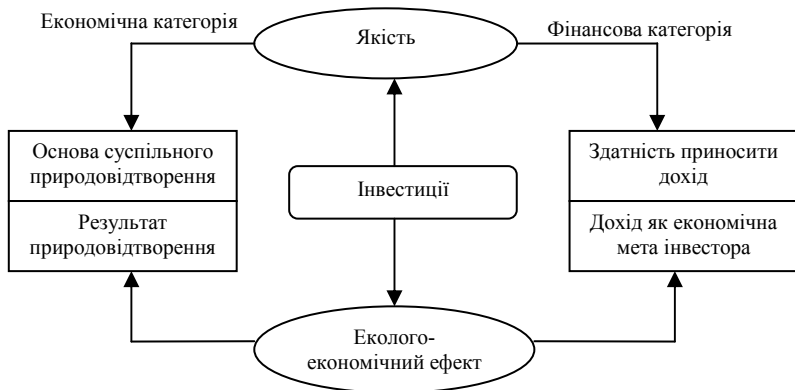 Економічна категорія
Якість
Фінансова категорія
Основа суспільного
природовідтворення
Результат
природовідтворення
Інвестиції
Здатність приносити
дохід
Дохід як економічна
мета інвестора
Еколого-
економічний ефект